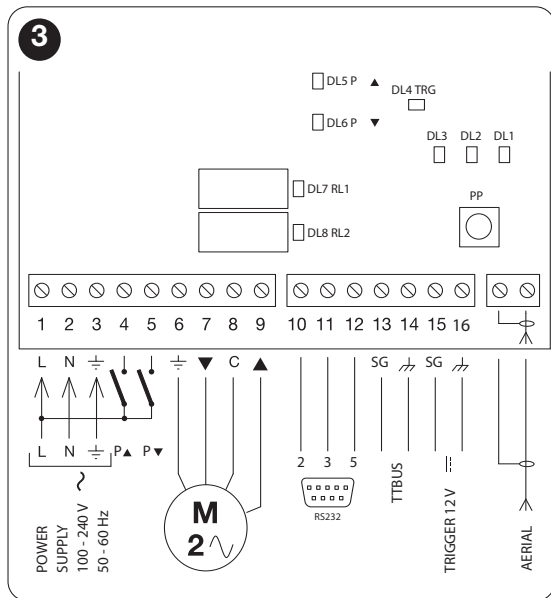 3
DL5 P ▲
DL4 TRG
DL6 P ▼
DL3 DL2 DL1
DL7 RL1
PP
DL8 RL2
1 2 3 4 5 6 7 8 9 10 11 12 13 14 15 16
L N ▼ C ▲ SG SG
L N P▲ P▼
2 3 5
RS232
M
2
POWER
SUPPLY
100 - 240 V
50 - 60 Hz
TTBUS
TRIGGER 12 V
AERIAL